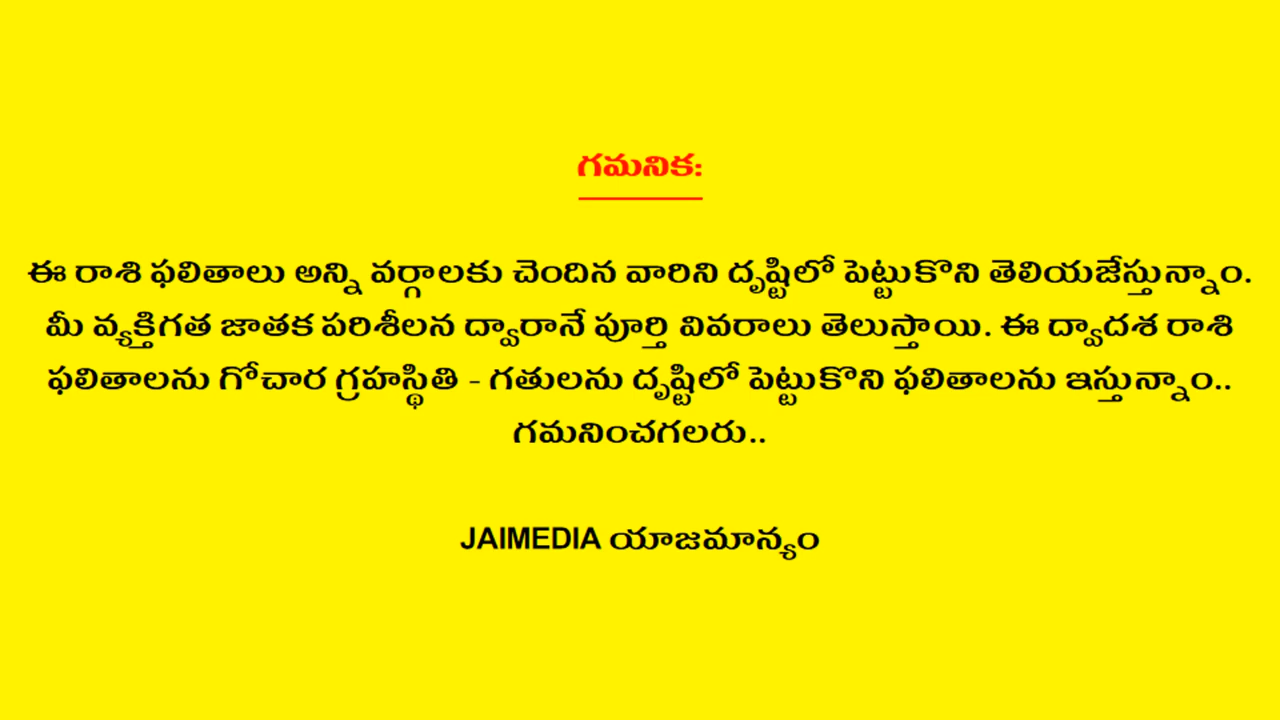 గమనిక:
ఈ రాశి ఫలితాలు అన్ని వర్గాలకు చెందిన వారిని దృష్టిలో పెట్టుకొని తెలియజేస్తున్నాం.
మీ వ్యక్తిగత జాతక పరిశీలన ద్వారానే పూర్తి వివరాలు తెలుస్తాయి. ఈ ద్వాదశ రాశి
ఫలితాలను గోచార గ్రహస్థితి - గతులను దృష్టిలో పెట్టుకొని ఫలితాలను ఇస్తున్నాం..
గమనించగలరు..
JAIMEDIA యాజమాన్యం